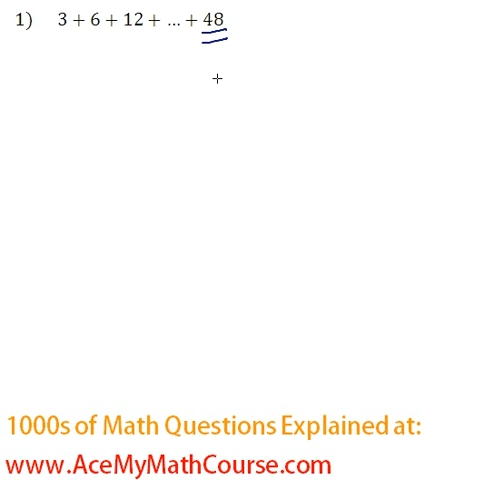 1) 3 + 6 + 12 + ... + 48
1000s of Math Questions Explained at:
www.AceMyMathCourse.com